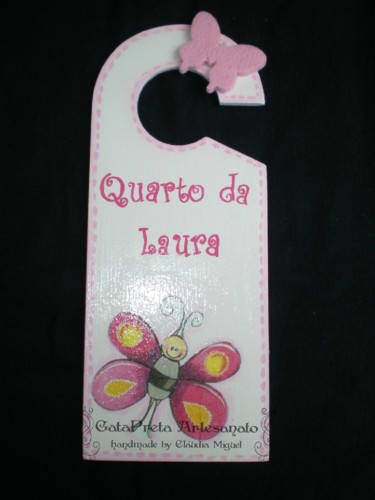 Quarto da
Laura
GataPreta Artesanato
handmade by Cláudia Miguel